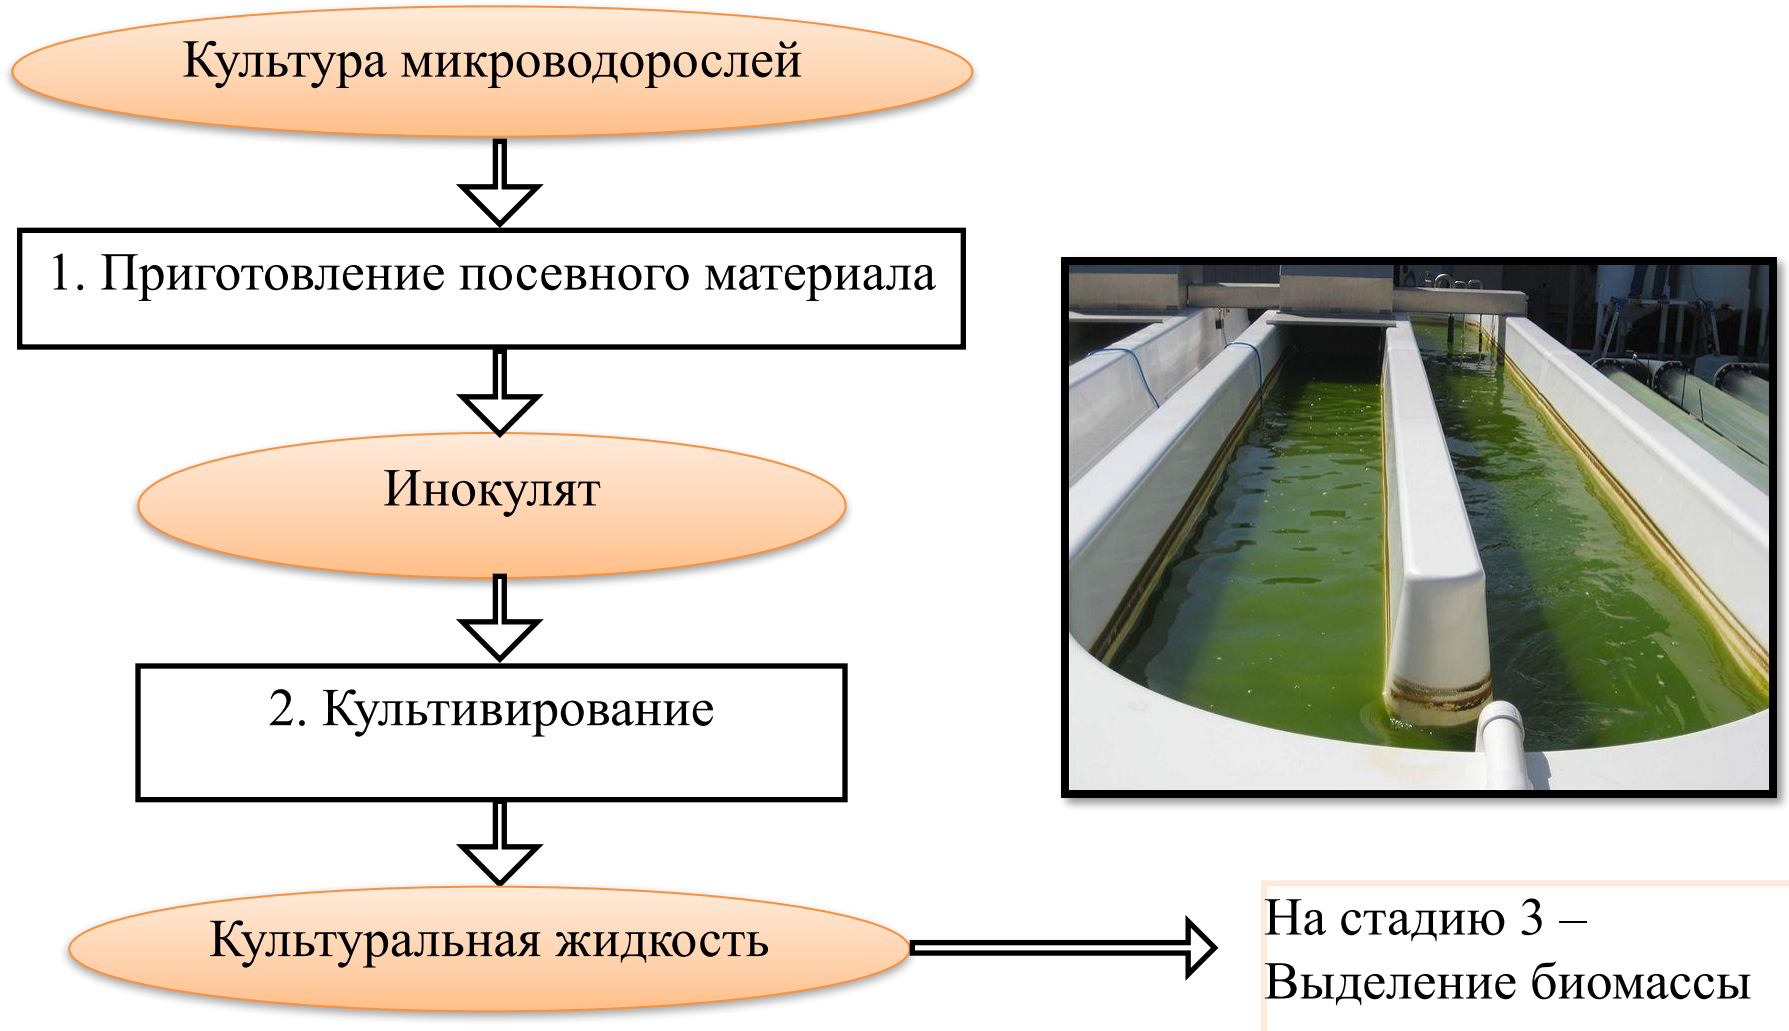 Культура микроводорослей
1. Приготовление посевного материала
Инокулят
2. Культивирование
Культуральная жидкость
На стадию 3 –
Выделение биомассы